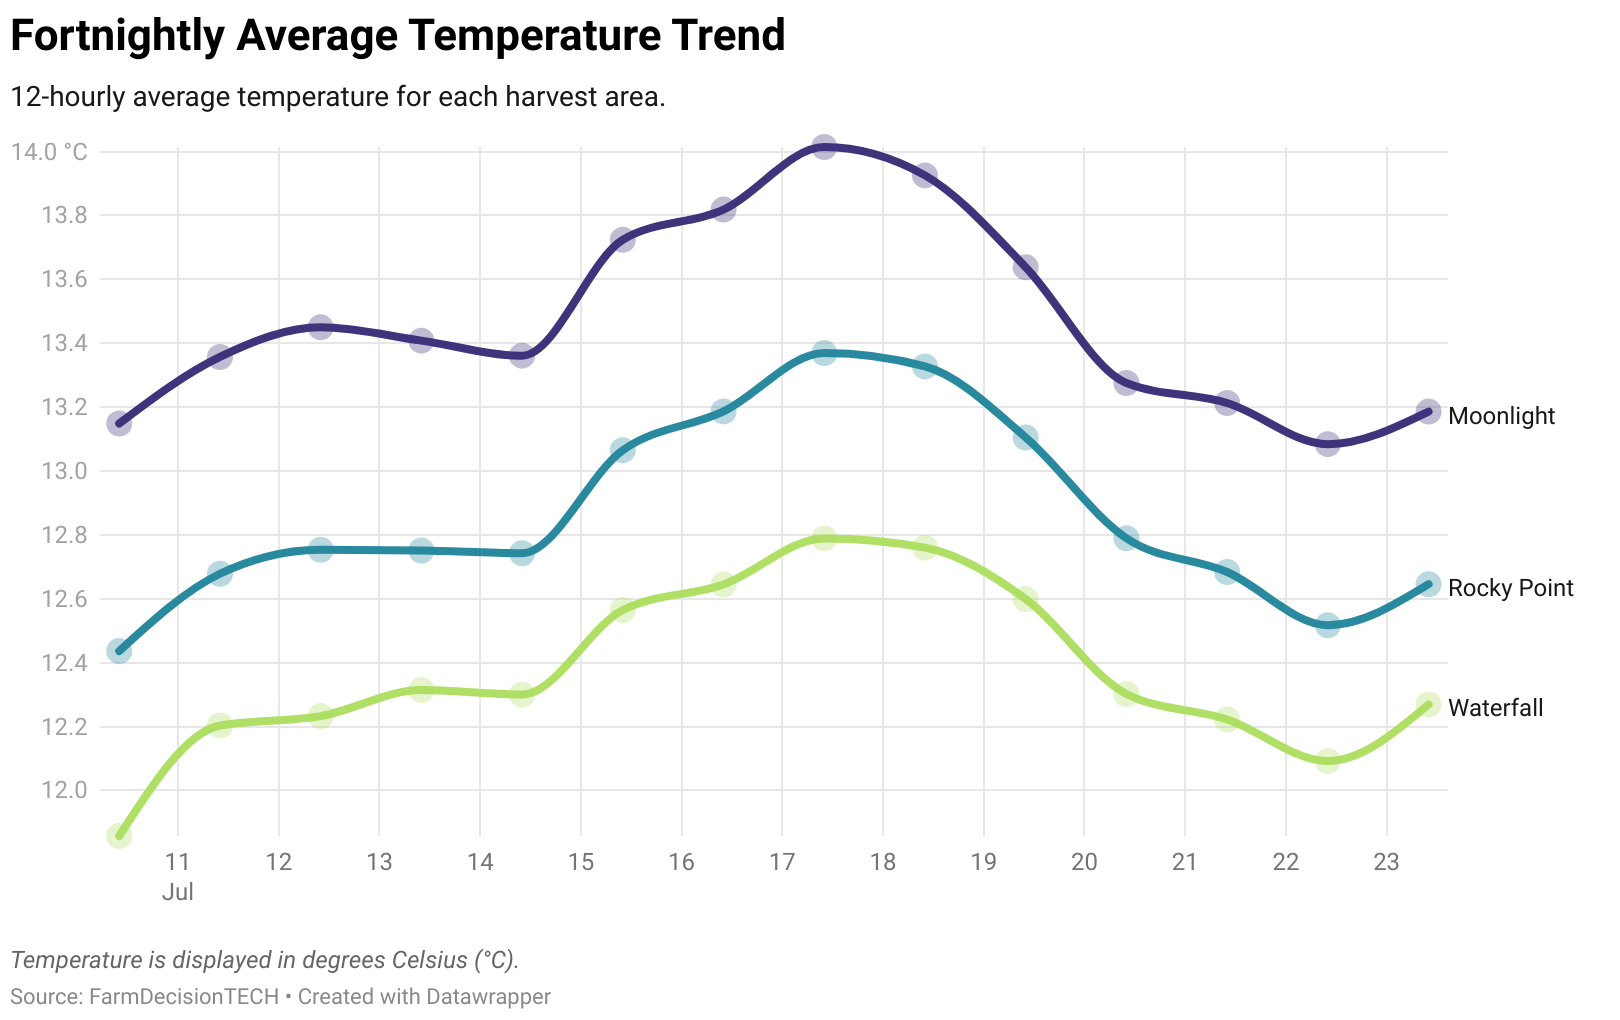 Fortnightly Average Temperature Trend
12-hourly average temperature for each harvest area.
14.0 °C
13.8
13.6
13.4
13.2
13.0
12.8
12.6
12.4
12.2
12.0
Moonlight
Rocky Point
Waterfall
11 12 13 14 15 16 17 18 19 20 21 22 23
Jul
Temperature is displayed in degrees Celsius (°C).
Source: FarmDecisionTECH • Created with Datawrapper